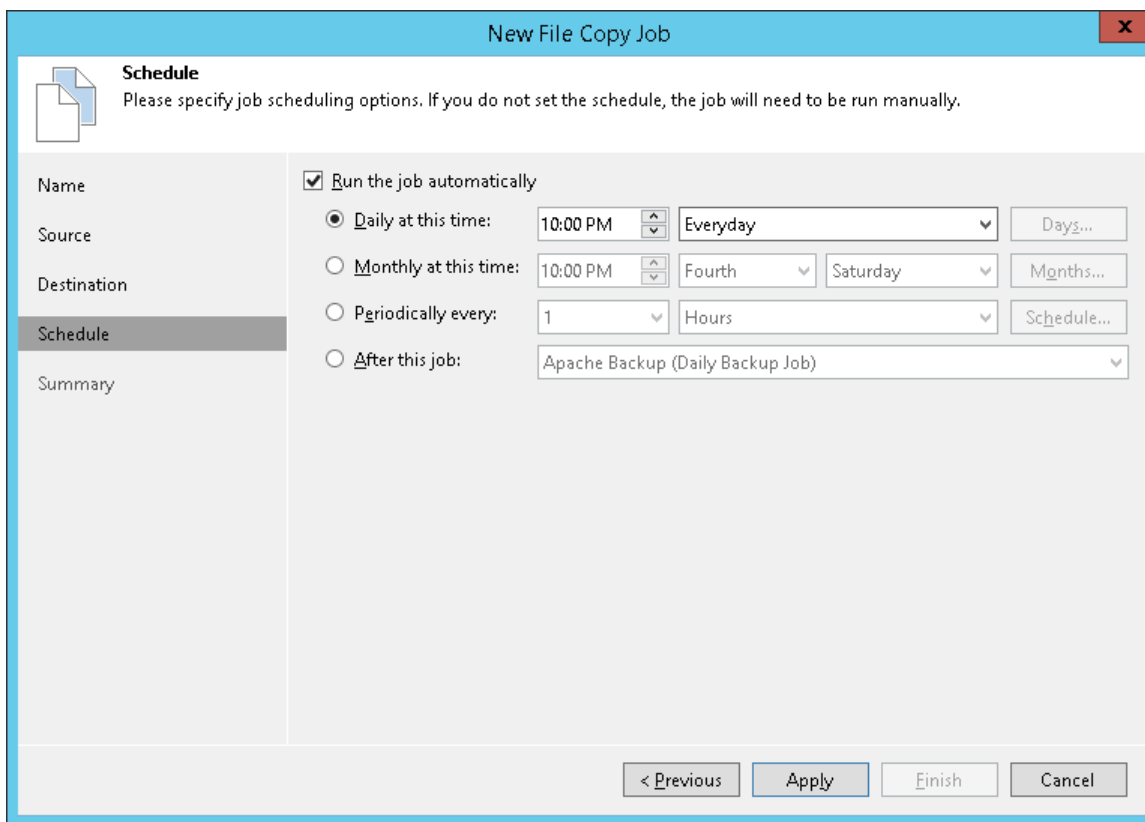 New File Copy Job
x
Schedule
Please specify job scheduling options. If you do not set the schedule, the job will need to be run manually.
Name
Source
Destination
Schedule
Summary
Run the job automatically
Daily at this time: 10:00 PM Everyday Days...
Monthly at this time: 10:00 PM Fourth Saturday Months...
Periodically every: 1 Hours Schedule...
After this job: Apache Backup (Daily Backup Job)
< Previous Apply Finish Cancel